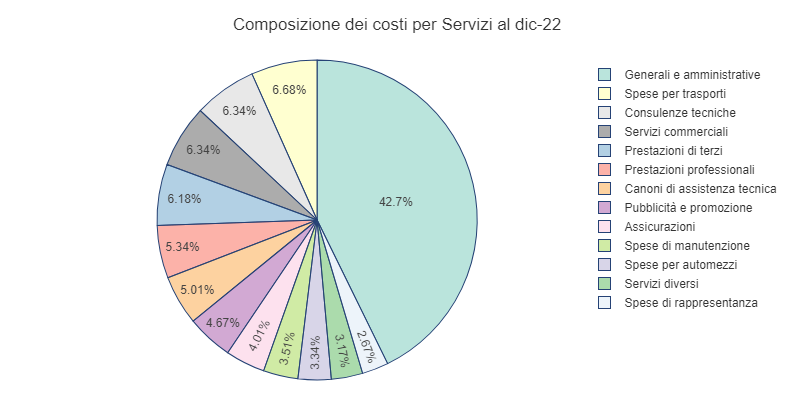 Composizione dei costi per Servizi al dic-22
42.7%
6.68%
6.34%
6.34%
6.18%
5.34%
5.01%
4.67%
4.01%
3.51%
3.34%
3.17%
2.67%
Generali e amministrative
Spese per trasporti
Consulenze tecniche
Servizi commerciali
Prestazioni di terzi
Prestazioni professionali
Canoni di assistenza tecnica
Pubblicità e promozione
Assicurazioni
Spese di manutenzione
Spese per automezzi
Servizi diversi
Spese di rappresentanza